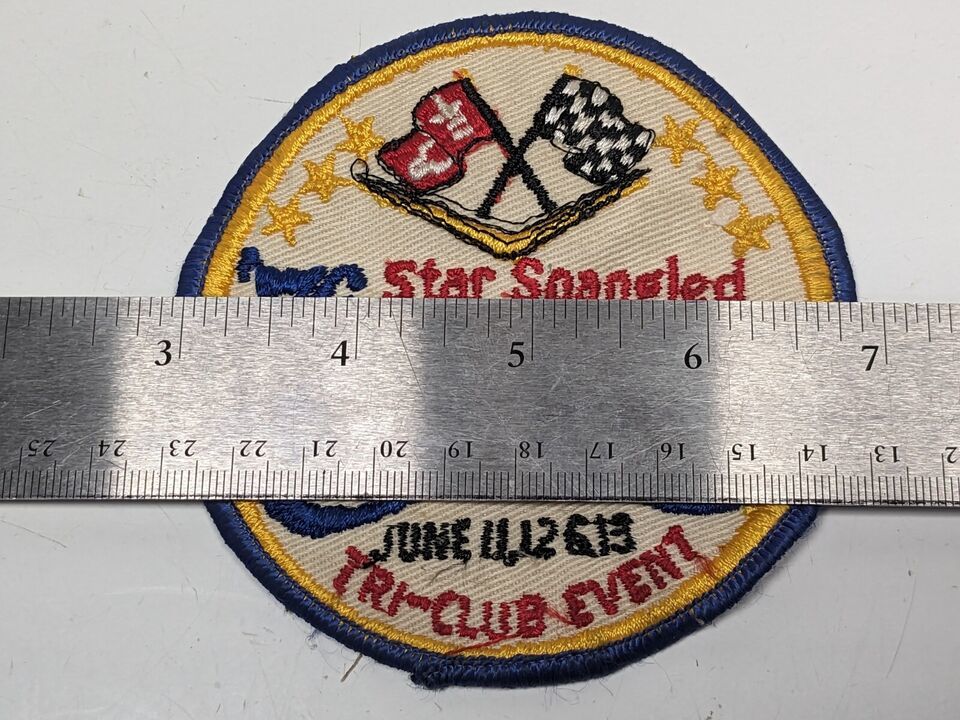 Star Spangled
3 4 5 6 7
25 24 23 22 21 20 19 18 17 16 15 14 13 12
JUNE 11,12 & 13
TRI-CLUB EVENT